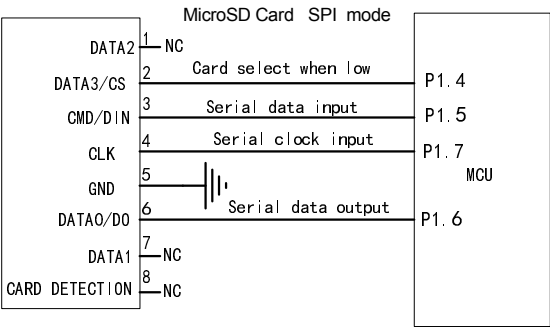 MicroSD Card SPI mode
DATA2 1 NC
DATA3/CS 2 Card select when low P1.4
CMD/DIN 3 Serial data input P1.5
CLK 4 Serial clock input P1.7
MCU
GND 5
DATA0/DO 6 Serial data output P1.6
DATA1 7 NC
CARD DETECTION 8 NC